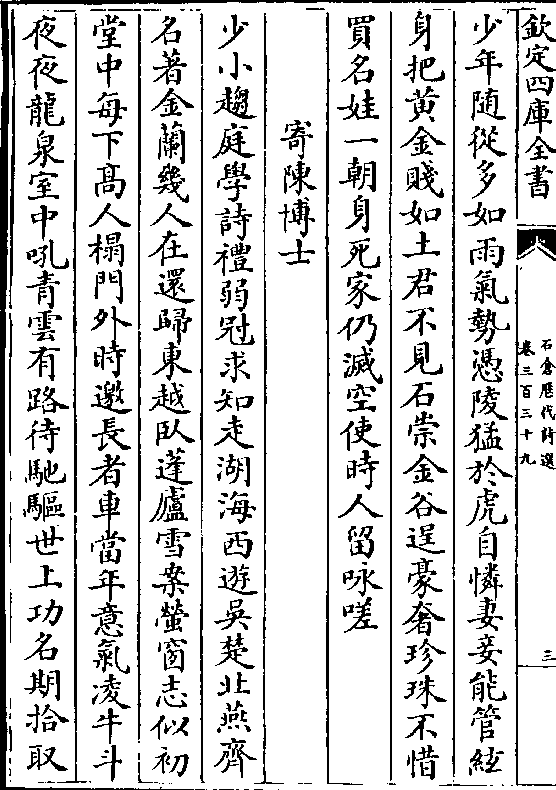 欽定四庫全書
石倉歴代詩選
卷三百三十九
三
少年随從多如雨氣勢憑陵猛於虎自憐妻妾能管絃
身把黄金賤如土君不見石崇金谷逞豪奢珍珠不惜
買名娃一朝身死家仍滅空使時人留咏嗟
寄陳博士
少小趨庭學詩禮弱冠求知走湖海西遊吳楚北燕齊
名著金蘭幾人在還歸東越臥蓬廬雪案螢窗志似初
堂中每下髙人榻門外時邀長者車當年意氣凌牛斗
夜夜龍泉室中吼青雲有路待馳驅世上功名期拾取